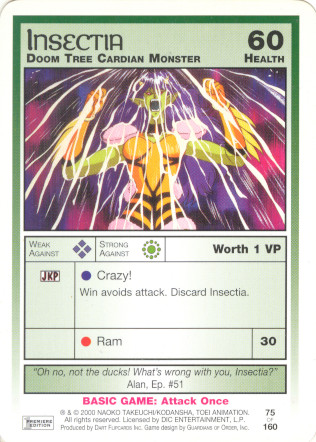 INSECTIA 60
DOOM TREE CARDIAN MONSTER HEALTH
WEAK AGAINST STRONG AGAINST Worth 1 VP
JKP Crazy!
Win avoids attack. Discard Insectia.
Ram 30
"Oh no, not the ducks! What's wrong with you, Insectia?"
Alan, Ep. #51
BASIC GAME: Attack Once
PREMIERE EDITION
® & © 2000 NAOKO TAKEUCHI/KODANSHA, TOEI ANIMATION.
All rights reserved. Licensed by DIC ENTERTAINMENT, L.P.
Produced by DART FLIPCARDS INC. Game design by GUARDIANS OF ORDER, INC.
75
OF
160